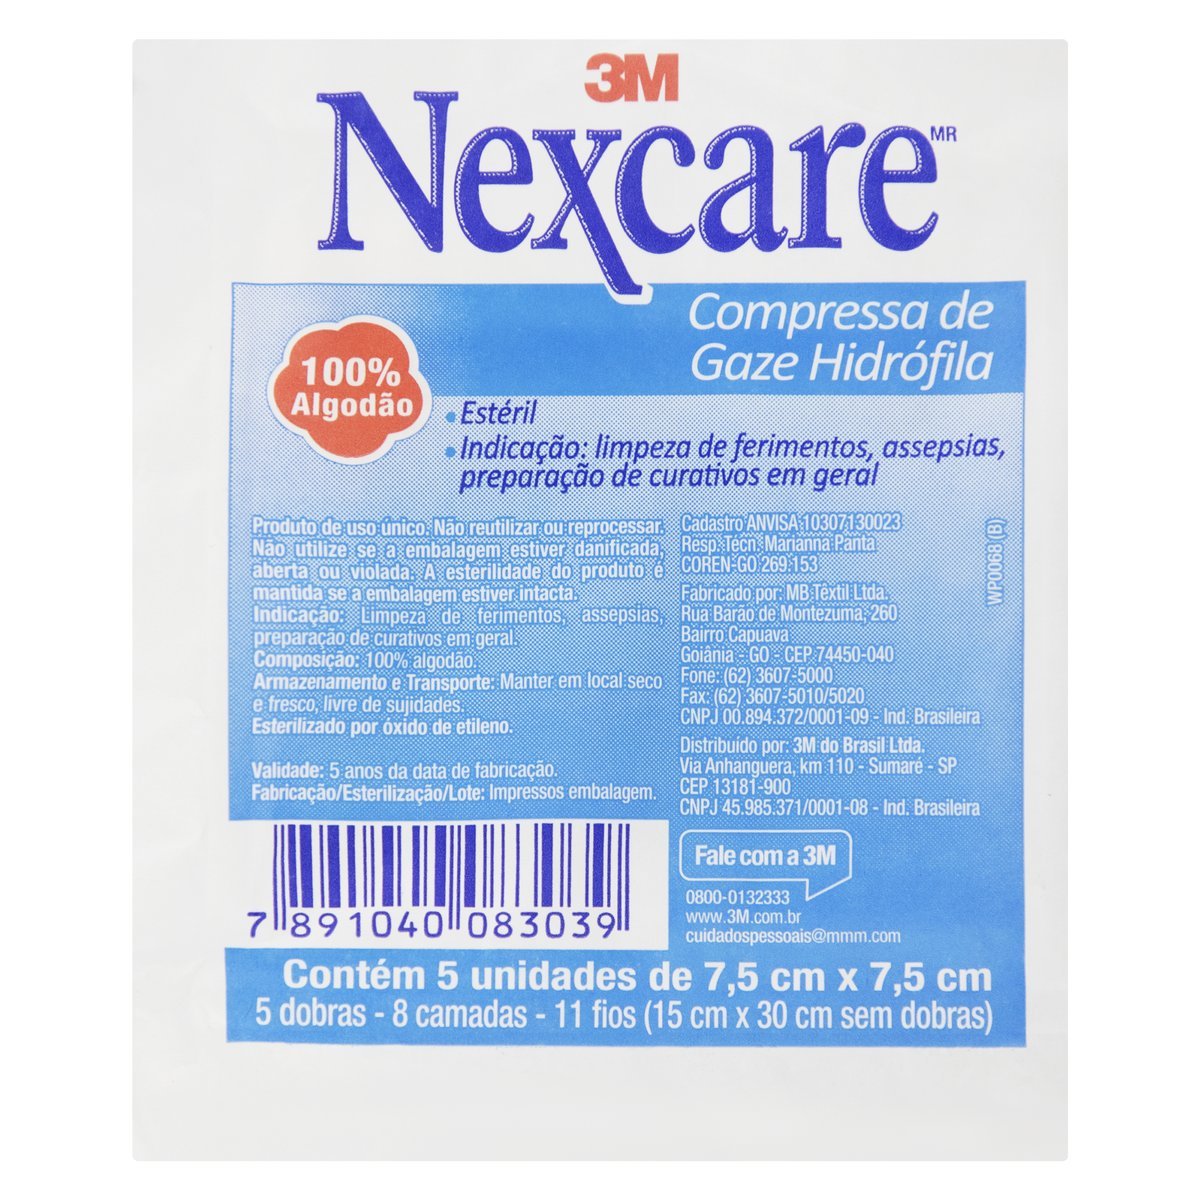 3M
Nexcare MR
Compressa de
Gaze Hidrófila
100%
Algodão
• Estéril
• Indicação: limpeza de ferimentos, assepsias,
preparação de curativos em geral
Produto de uso único. Não reutilizar ou reprocessar.
Não utilize se a embalagem estiver danificada,
aberta ou violada. A esterilidade do produto é
mantida se a embalagem estiver intacta.
Indicação: Limpeza de ferimentos, assepsias,
preparação de curativos em geral.
Composição: 100% algodão.
Armazenamento e Transporte: Manter em local seco
e fresco, livre de sujidades.
Esterilizado por óxido de etileno.
Validade: 5 anos da data de fabricação.
Fabricação/Esterilização/Lote: Impressos embalagem.
Cadastro ANVISA 10307130023
Resp. Técn. Marianna Panta
COREN-GO 269.153
Fabricado por: MB Têxtil Ltda.
Rua Barão de Montezuma, 260
Bairro Capuava
Goiânia - GO - CEP 74450-040
Fone: (62) 3607-5000
Fax: (62) 3607-5010/5020
CNPJ 00.894.372/0001-09 - Ind. Brasileira
Distribuído por: 3M do Brasil Ltda.
Via Anhanguera, km 110 - Sumaré - SP
CEP 13181-900
CNPJ 45.985.371/0001-08 - Ind. Brasileira
WP0068 (B)
Fale com a 3M
0800-0132333
www.3M.com.br
cuidadospessoais@mmm.com
7 891040 083039
Contém 5 unidades de 7,5 cm x 7,5 cm
5 dobras - 8 camadas - 11 fios (15 cm x 30 cm sem dobras)